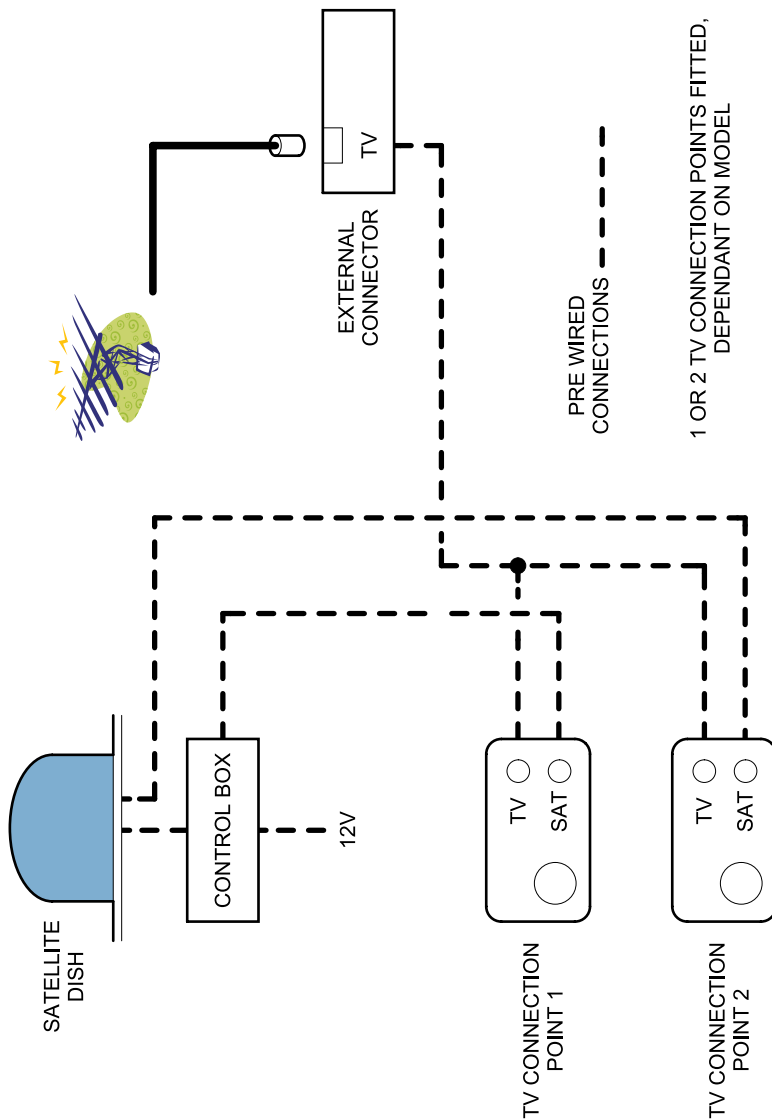 SATELLITE
DISH
CONTROL BOX
12V
TV CONNECTION
POINT 1
TV
SAT
TV CONNECTION
POINT 2
TV
SAT
EXTERNAL
CONNECTOR
TV
PRE WIRED
CONNECTIONS
1 OR 2 TV CONNECTION POINTS FITTED,
DEPENDANT ON MODEL